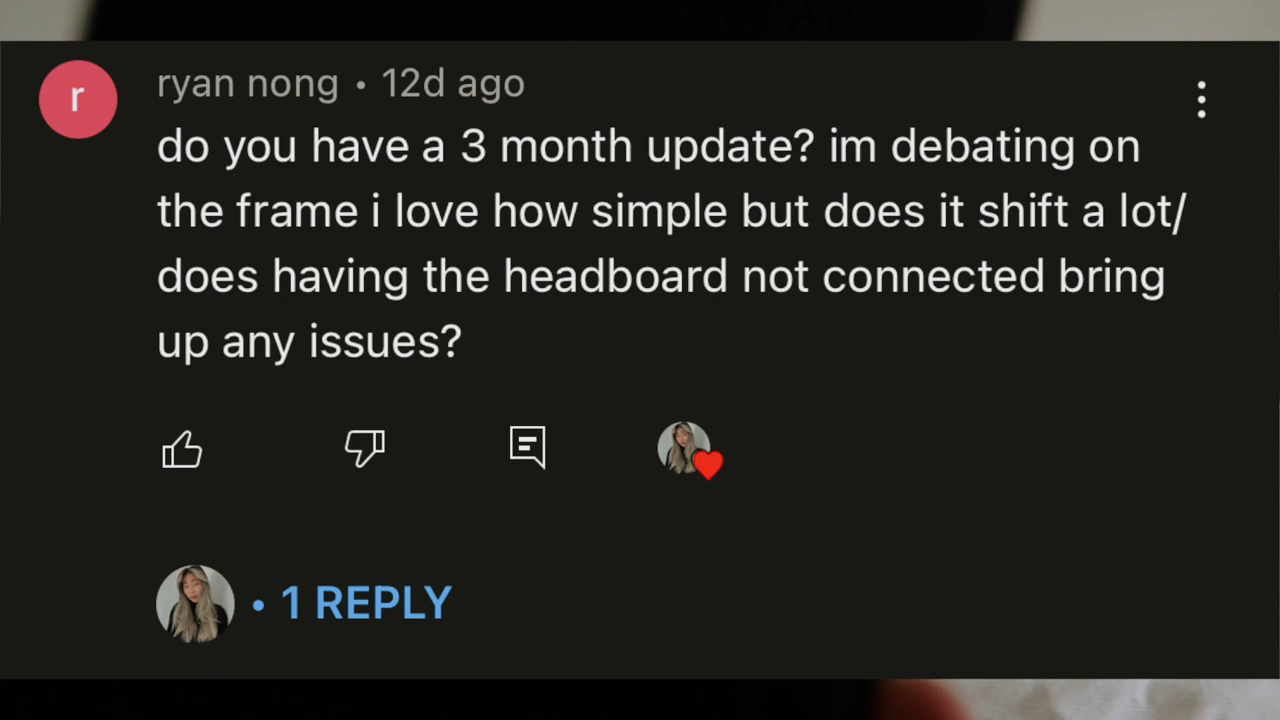 r
ryan nong • 12d ago
do you have a 3 month update? im debating on
the frame i love how simple but does it shift a lot/
does having the headboard not connected bring
up any issues?
• 1 REPLY